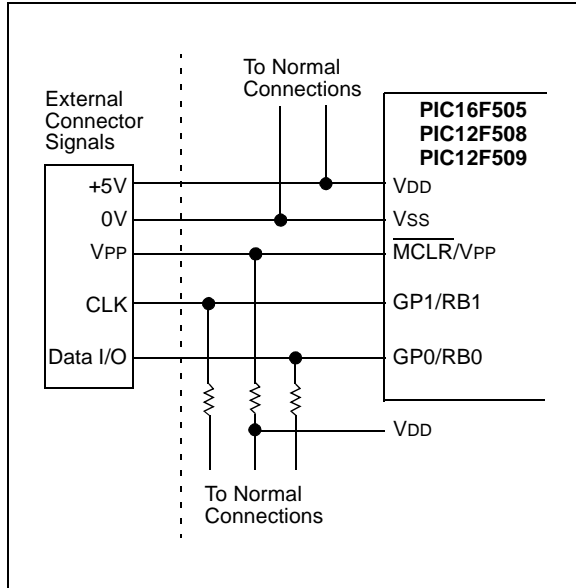 To Normal
Connections
External
Connector
Signals
PIC16F505
PIC12F508
PIC12F509
+5V
VDD
0V
VSS
VPP
MCLR/VPP
CLK
GP1/RB1
Data I/O
GP0/RB0
VDD
To Normal
Connections